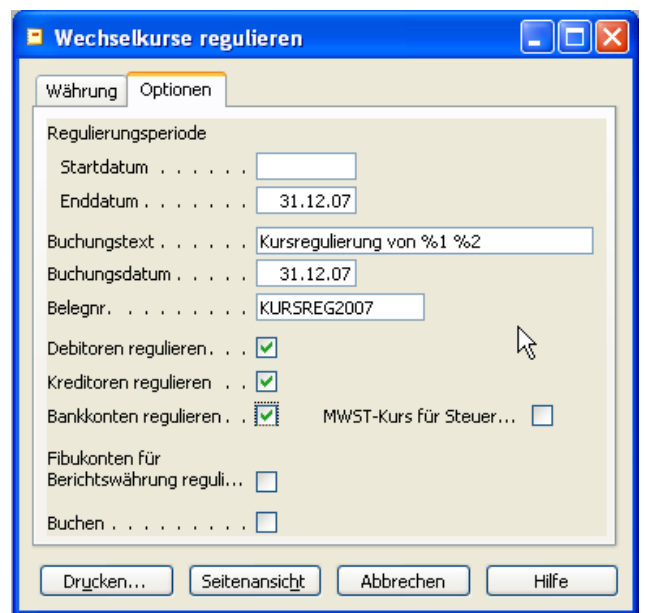 Wechselkurse regulieren
Währung Optionen
Regulierungsperiode
Startdatum . . . . . .
Enddatum . . . . . . . 31.12.07
Buchungstext . . . . . . Kursregulierung von %1 %2
Buchungsdatum . . . . . 31.12.07
Belegnr. . . . . . . . . KURSREG2007
Debitoren regulieren. . .
Kreditoren regulieren . .
Bankkonten regulieren . . MWST-Kurs für Steuer...
Fibukonten für
Berichtswährung reguli...
Buchen . . . . . . . . .
Drucken... Seitenansicht Abbrechen Hilfe